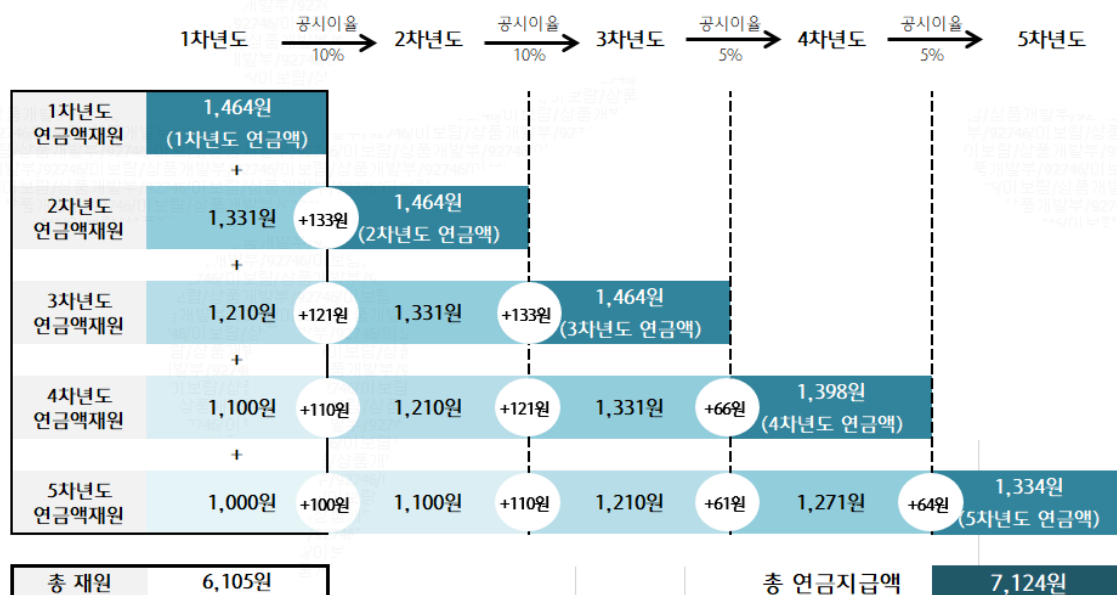 공시이율 공시이율 공시이율 공시이율
1차년도 2차년도 3차년도 4차년도 5차년도
10% 10% 5% 5%
1차년도 1,464원
연금액재원 (1차년도 연금액)
+
2차년도 1,464원
연금액재원 1,331원 +133원 (2차년도 연금액)
+
3차년도 1,464원
연금액재원 1,210원 +121원 1,331원 +133원 (3차년도 연금액)
+
4차년도 1,398원
연금액재원 1,100원 +110원 1,210원 +121원 1,331원 +66원 (4차년도 연금액)
+
5차년도 1,334원
연금액재원 1,000원 +100원 1,100원 +110원 1,210원 +61원 1,271원 +64원 (5차년도 연금액)
총 재원 6,105원 총 연금지급액 7,124원